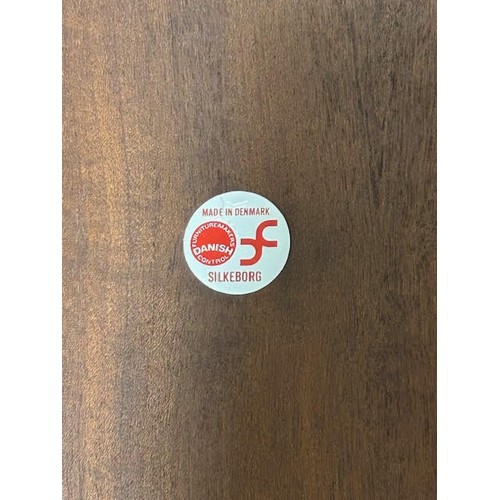 MADE IN DENMARK
FURNITUREMAKERS
DANISH
CONTROL
SILKEBORG